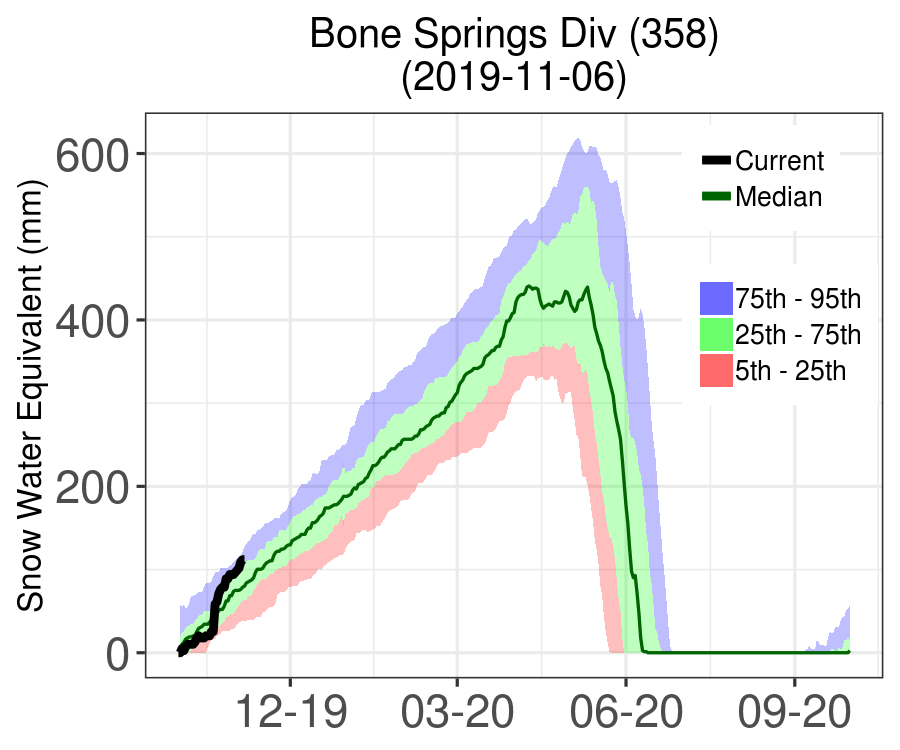 Bone Springs Div (358)
(2019-11-06)
Snow Water Equivalent (mm)
600
400
200
0
Current
Median
75th - 95th
25th - 75th
5th - 25th
12-19 03-20 06-20 09-20